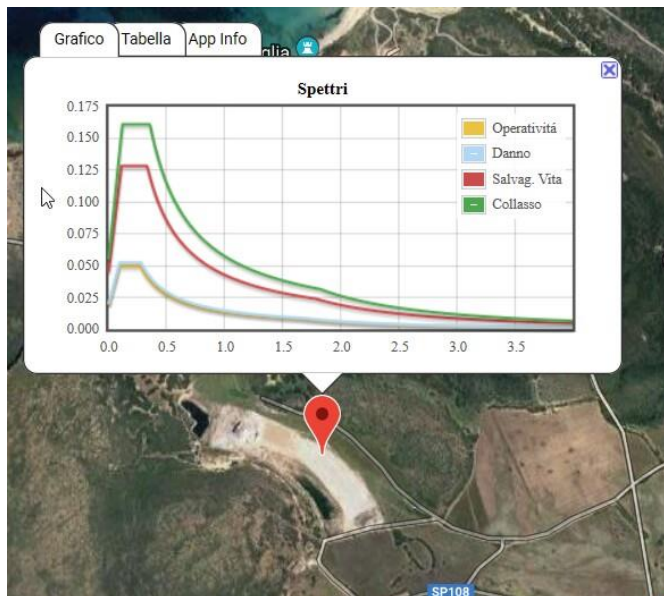 Grafico
Tabella
App Info
glia
Spettri
0.175
0.150
0.125
0.100
0.075
0.050
0.025
0.000
0.0 0.5 1.0 1.5 2.0 2.5 3.0 3.5
Operativitá
Danno
Salvag. Vita
Collasso
SP108